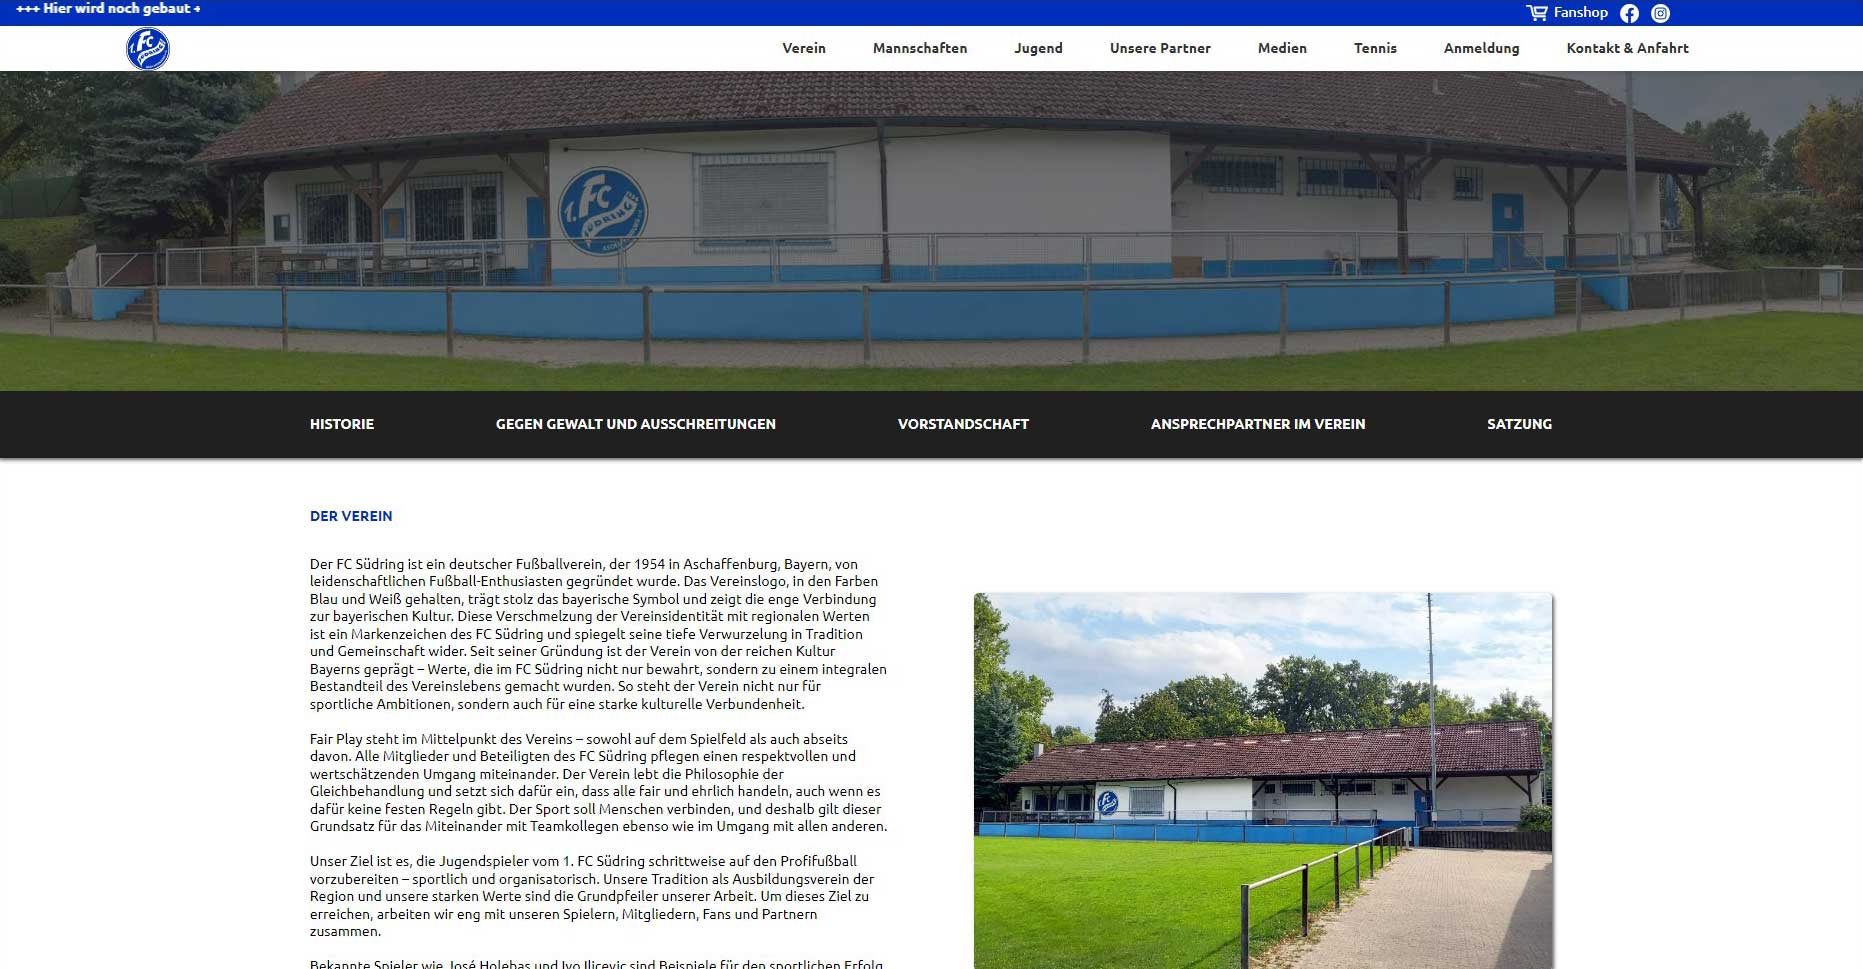 +++ Hier wird noch gebaut +
Fanshop
1. FC SÜDRING
Verein Mannschaften Jugend Unsere Partner Medien Tennis Anmeldung Kontakt & Anfahrt
1. FC SÜDRING
HISTORIE GEGEN GEWALT UND AUSSCHREITUNGEN VORSTANDSCHAFT ANSPRECHPARTNER IM VEREIN SATZUNG
DER VEREIN
Der FC Südring ist ein deutscher Fußballverein, der 1954 in Aschaffenburg, Bayern, von
leidenschaftlichen Fußball-Enthusiasten gegründet wurde. Das Vereinslogo, in den Farben
Blau und Weiß gehalten, trägt stolz das bayerische Symbol und zeigt die enge Verbindung
zur bayerischen Kultur. Diese Verschmelzung der Vereinsidentität mit regionalen Werten
ist ein Markenzeichen des FC Südring und spiegelt seine tiefe Verwurzelung in Tradition
und Gemeinschaft wider. Seit seiner Gründung ist der Verein von der reichen Kultur
Bayerns geprägt – Werte, die im FC Südring nicht nur bewahrt, sondern zu einem integralen
Bestandteil des Vereinslebens gemacht wurden. So steht der Verein nicht nur für
sportliche Ambitionen, sondern auch für eine starke kulturelle Verbundenheit.
Fair Play steht im Mittelpunkt des Vereins – sowohl auf dem Spielfeld als auch abseits
davon. Alle Mitglieder und Beteiligten des FC Südring pflegen einen respektvollen und
wertschätzenden Umgang miteinander. Der Verein lebt die Philosophie der
Gleichbehandlung und setzt sich dafür ein, dass alle fair und ehrlich handeln, auch wenn es
dafür keine festen Regeln gibt. Der Sport soll Menschen verbinden, und deshalb gilt dieser
Grundsatz für das Miteinander mit Teamkollegen ebenso wie im Umgang mit allen anderen.
Unser Ziel ist es, die Jugendspieler vom 1. FC Südring schrittweise auf den Profifußball
vorzubereiten – sportlich und organisatorisch. Unsere Tradition als Ausbildungsverein der
Region und unsere starken Werte sind die Grundpfeiler unserer Arbeit. Um dieses Ziel zu
erreichen, arbeiten wir eng mit unseren Spielern, Mitgliedern, Fans und Partnern
zusammen.
Bekannte Spieler wie José Holebas und Ivo Ilicevic sind Beispiele für den sportlichen Erfolg
1. FC